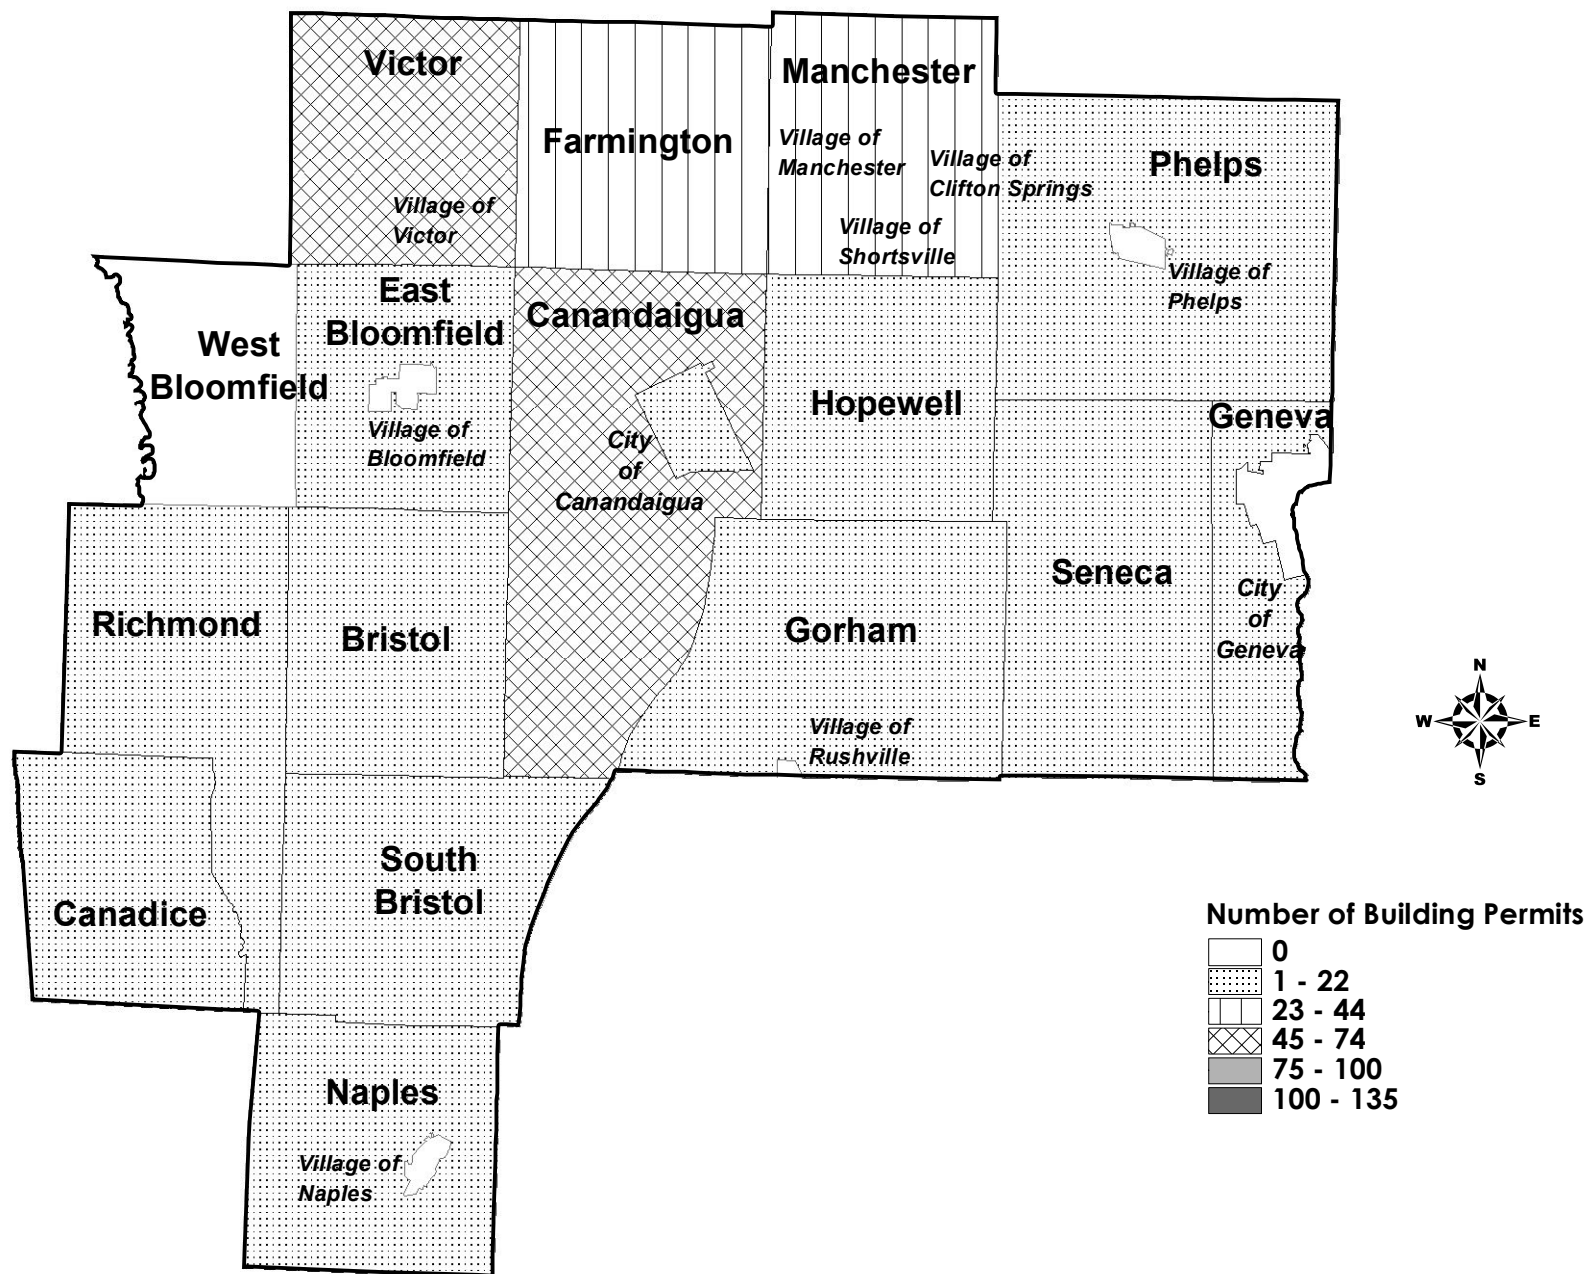 Victor
Manchester
Farmington
Village of
Manchester
Village of
Clifton Springs
Phelps
Village of
Victor
Village of
Shortsville
Village of
Phelps
East
Bloomfield
Canandaigua
West
Bloomfield
Hopewell
Geneva
Village of
Bloomfield
City
of
Canandaigua
Seneca
City
of
Geneva
Richmond
Bristol
Gorham
Village of
Rushville
N
W
E
S
South
Bristol
Canadice
Number of Building Permits
0
1 - 22
23 - 44
45 - 74
75 - 100
100 - 135
Naples
Village of
Naples